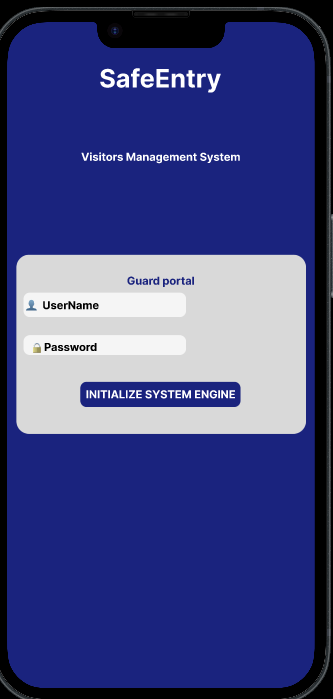 SafeEntry
Visitors Management System
Guard portal
UserName
Password
INITIALIZE SYSTEM ENGINE